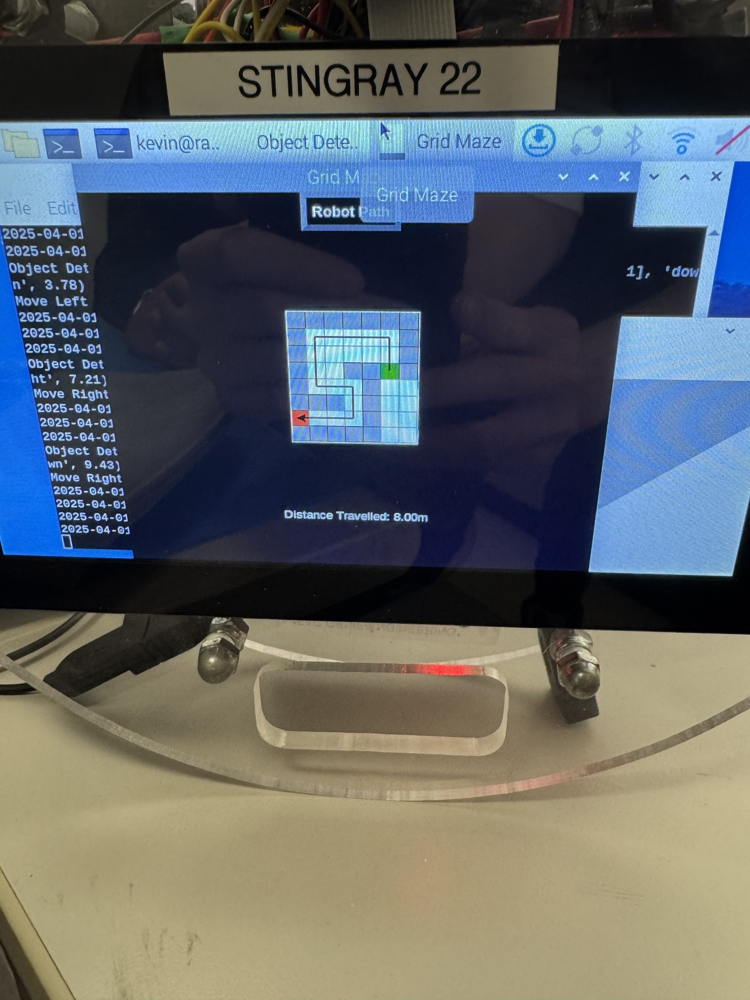 STINGRAY 22
kevin@ra..
Object Dete..
Grid Maze
Grid M
Grid Maze
File Edit
Robot Path
2025-04-01
2025-04-01
Object Det
1], 'dow
n', 3.78)
Move Left
2025-04-01
2025-04-01
2025-04-01
Object Det
ht', 7.21)
Move Right
2025-04-01
2025-04-01
2025-04-01
Object Det
wn', 9.43)
Move Right
2025-04-01
2025-04-01
2025-04-01
2025-04-01
Distance Travelled: 8.00m